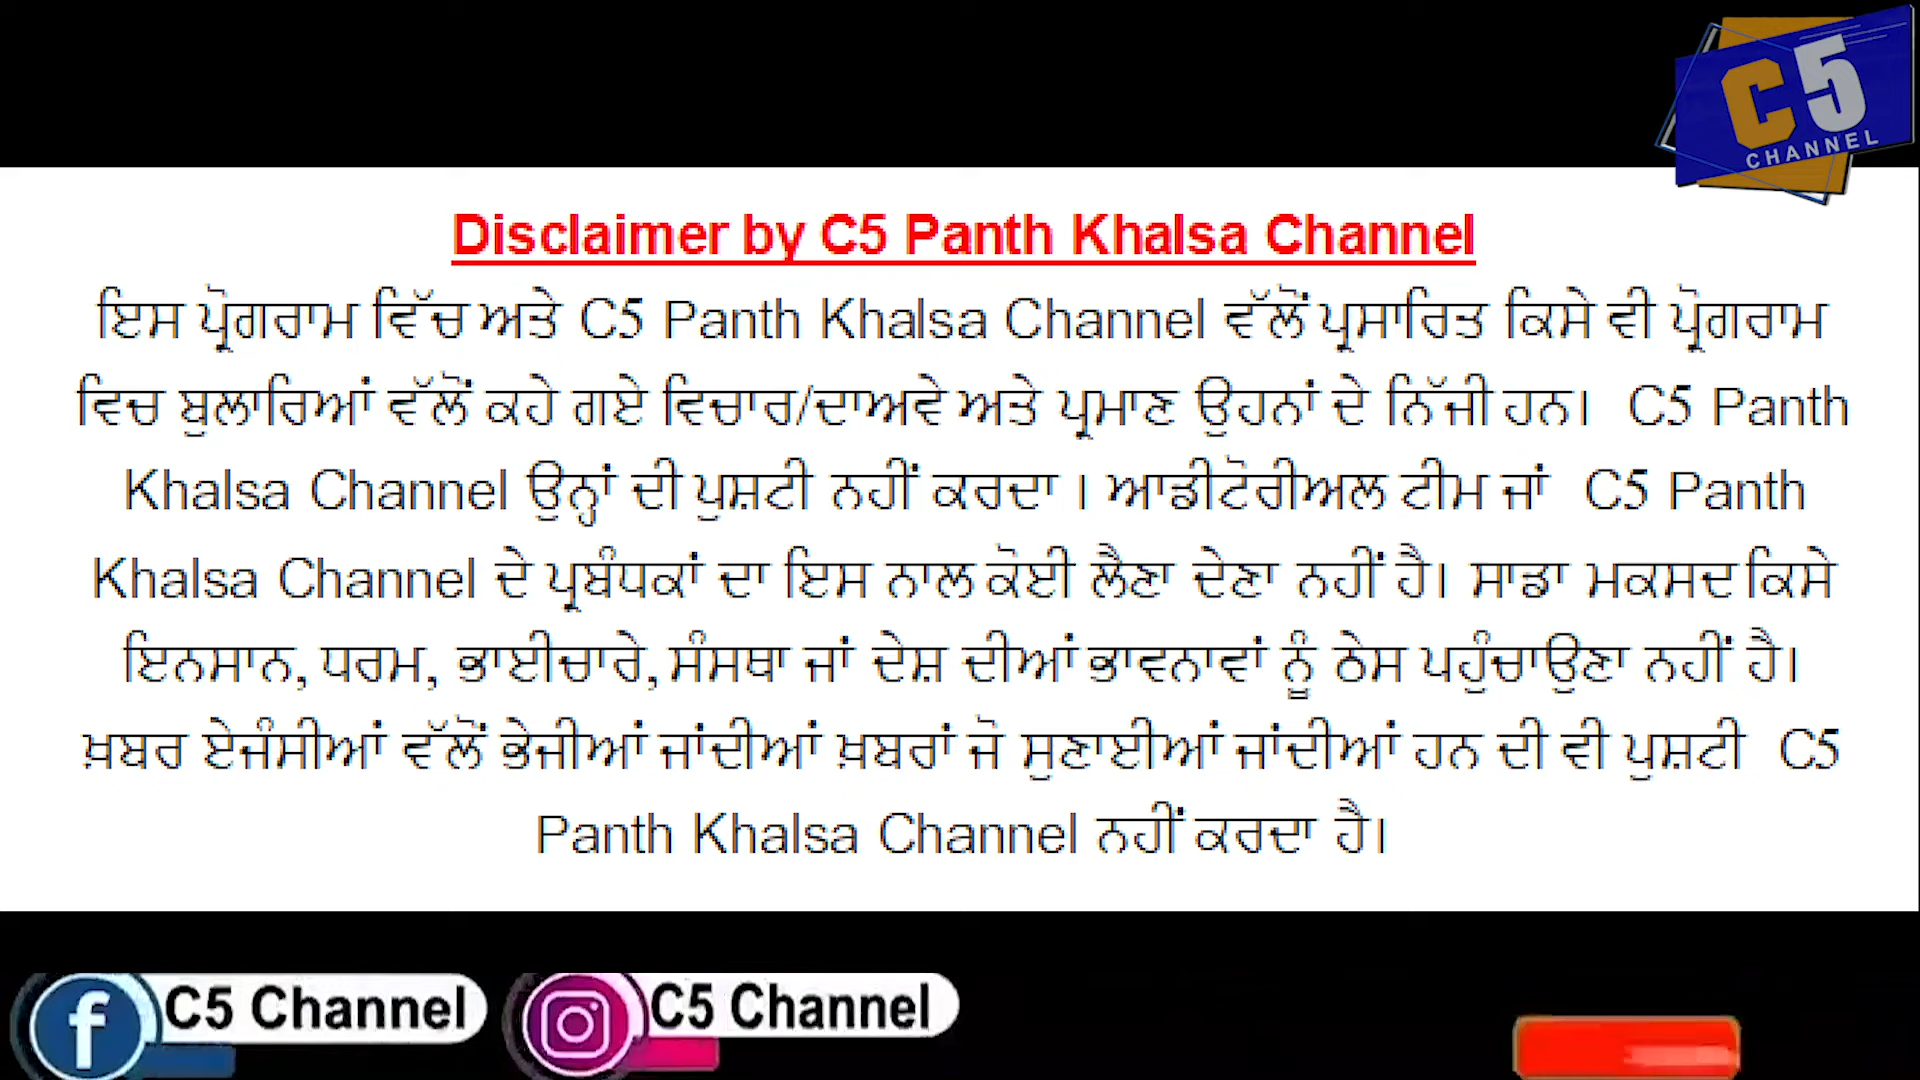 C5
CHANNEL
Disclaimer by C5 Panth Khalsa Channel
ਇਸ ਪ੍ਰੋਗਰਾਮ ਵਿੱਚ ਅਤੇ C5 Panth Khalsa Channel ਵੱਲੋਂ ਪ੍ਰਸਾਰਿਤ ਕਿਸੇ ਵੀ ਪ੍ਰੋਗਰਾਮ
ਵਿਚ ਬੁਲਾਰਿਆਂ ਵੱਲੋਂ ਕਹੇ ਗਏ ਵਿਚਾਰ/ਦਾਅਵੇ ਅਤੇ ਪ੍ਰਮਾਣ ਉਹਨਾਂ ਦੇ ਨਿੱਜੀ ਹਨ। C5 Panth
Khalsa Channel ਉਨ੍ਹਾਂ ਦੀ ਪੁਸ਼ਟੀ ਨਹੀਂ ਕਰਦਾ । ਆਡੀਟੋਰੀਅਲ ਟੀਮ ਜਾਂ C5 Panth
Khalsa Channel ਦੇ ਪ੍ਰਬੰਧਕਾਂ ਦਾ ਇਸ ਨਾਲ ਕੋਈ ਲੈਣਾ ਦੇਣਾ ਨਹੀਂ ਹੈ। ਸਾਡਾ ਮਕਸਦ ਕਿਸੇ
ਇਨਸਾਨ, ਧਰਮ, ਭਾਈਚਾਰੇ, ਸੰਸਥਾ ਜਾਂ ਦੇਸ਼ ਦੀਆਂ ਭਾਵਨਾਵਾਂ ਨੂੰ ਠੇਸ ਪਹੁੰਚਾਉਣਾ ਨਹੀਂ ਹੈ।
ਖ਼ਬਰ ਏਜੰਸੀਆਂ ਵੱਲੋਂ ਭੇਜੀਆਂ ਜਾਂਦੀਆਂ ਖ਼ਬਰਾਂ ਜੋ ਸੁਣਾਈਆਂ ਜਾਂਦੀਆਂ ਹਨ ਦੀ ਵੀ ਪੁਸ਼ਟੀ C5
Panth Khalsa Channel ਨਹੀਂ ਕਰਦਾ ਹੈ।
C5 Channel
C5 Channel